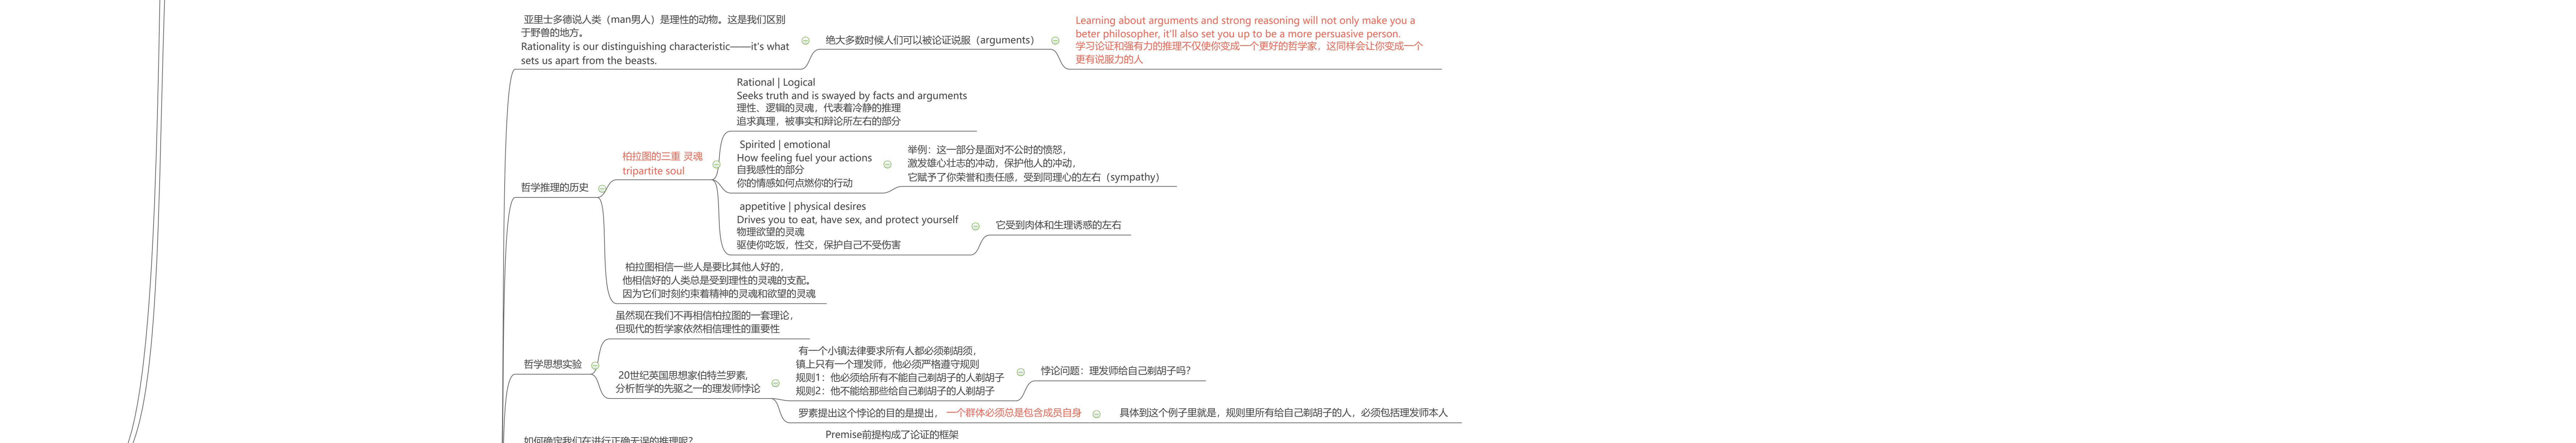 亚里士多德说人类（man男人）是理性的动物。这是我们区别
于野兽的地方。
Rationality is our distinguishing characteristic——it's what
sets us apart from the beasts.
绝大多数时候人们可以被论证说服（arguments）
Learning about arguments and strong reasoning will not only make you a
beter philosopher, it'll also set you up to be a more persuasive person.
学习论证和强有力的推理不仅使你变成一个更好的哲学家，这同样会让你变成一个
更有说服力的人
哲学推理的历史
柏拉图的三重 灵魂
tripartite soul
Rational | Logical
Seeks truth and is swayed by facts and arguments
理性、逻辑的灵魂，代表着冷静的推理
追求真理，被事实和辩论所左右的部分
Spirited | emotional
How feeling fuel your actions
自我感性的部分
你的情感如何点燃你的行动
举例：这一部分是面对不公时的愤怒，
激发雄心壮志的冲动，保护他人的冲动，
它赋予了你荣誉和责任感，受到同理心的左右（sympathy）
appetitive | physical desires
Drives you to eat, have sex, and protect yourself
物理欲望的灵魂
驱使你吃饭，性交，保护自己不受伤害
它受到肉体和生理诱惑的左右
柏拉图相信一些人是要比其他人好的，
他相信好的人类总是受到理性的灵魂的支配。
因为它们时刻约束着精神的灵魂和欲望的灵魂
哲学思想实验
虽然现在我们不再相信柏拉图的一套理论，
但现代的哲学家依然相信理性的重要性
20世纪英国思想家伯特兰罗素,
分析哲学的先驱之一的理发师悖论
有一个小镇法律要求所有人都必须剃胡须，
镇上只有一个理发师，他必须严格遵守规则
规则1：他必须给所有不能自己剃胡子的人剃胡子
规则2：他不能给那些给自己剃胡子的人剃胡子
悖论问题：理发师给自己剃胡子吗？
罗素提出这个悖论的目的是提出，一个群体必须总是包含成员自身
具体到这个例子里就是，规则里所有给自己剃胡子的人，必须包括理发师本人
如何确定我们在进行正确无误的推理呢？
Premise前提构成了论证的框架